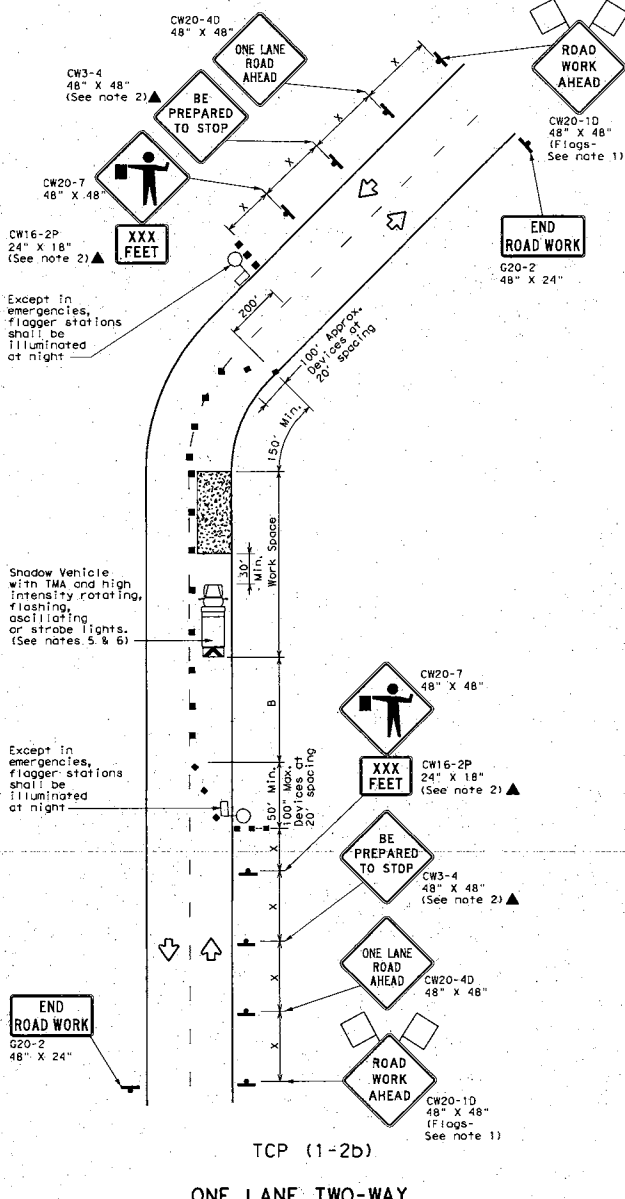 CW20-4D
48" X 48"
ONE LANE
ROAD
AHEAD
CW3-4
48" X 48"
(See note 2)▲
BE
PREPARED
TO STOP
ROAD
WORK
AHEAD
CW20-1D
48" X 48"
(Flags-
See note 1)
CW20-7
48" X 48"
XXX
FEET
CW16-2P
24" X 18"
(See note 2)▲
X
X
X
X
END
ROAD WORK
G20-2
48" X 24"
Except in
emergencies,
flagger stations
shall be
illuminated
at night
200'
100' Approx.
Devices at
20' spacing
150' Min.
30'
Min.
Work Space
Shadow Vehicle
with TMA and high
intensity rotating,
flashing,
oscillating
or strobe lights.
(See notes 5 & 6)
B
CW20-7
48" X 48"
XXX
FEET
CW16-2P
24" X 18"
(See note 2)▲
Except in
emergencies,
flagger stations
shall be
illuminated
at night
50' Min.
100" Max.
Devices at
20' spacing
X
X
X
X
BE
PREPARED
TO STOP
CW3-4
48" X 48"
(See note 2)▲
ONE LANE
ROAD
AHEAD
CW20-4D
48" X 48"
END
ROAD WORK
G20-2
48" X 24"
ROAD
WORK
AHEAD
CW20-1D
48" X 48"
(Flags-
See note 1)
TCP (1-2b)
ONE LANE TWO-WAY